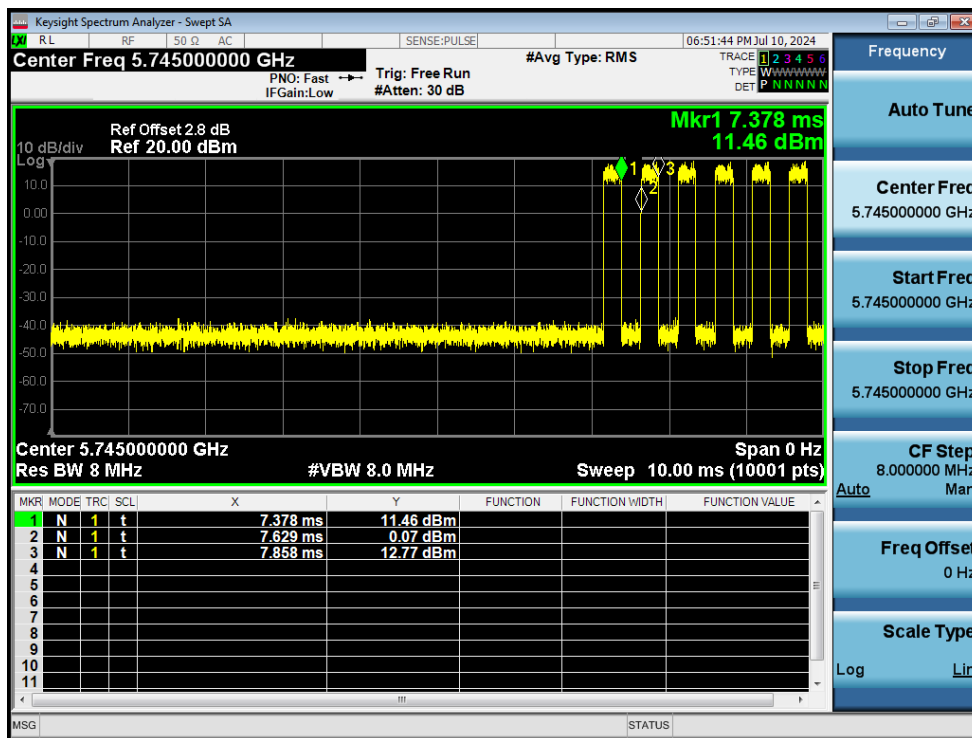 Keysight Spectrum Analyzer - Swept SA
LXI RL RF 50 Ω AC SENSE:PULSE 06:51:44 PM Jul 10, 2024
Center Freq 5.745000000 GHz
#Avg Type: RMS
TRACE 1 2 3 4 5 6
PNO: Fast Trig: Free Run
TYPE WWWWWW
IFGain:Low #Atten: 30 dB
DET P N N N N N
Mkr1 7.378 ms
11.46 dBm
Ref Offset 2.8 dB
10 dB/div Ref 20.00 dBm
Log
10.0
0.00
-10.0
-20.0
-30.0
-40.0
-50.0
-60.0
-70.0
1
2
3
Center 5.745000000 GHz Span 0 Hz
Res BW 8 MHz #VBW 8.0 MHz Sweep 10.00 ms (10001 pts)
MKR MODE TRC SCL X Y FUNCTION FUNCTION WIDTH FUNCTION VALUE
1 N 1 t 7.378 ms 11.46 dBm
2 N 1 t 7.629 ms 0.07 dBm
3 N 1 t 7.858 ms 12.77 dBm
4
5
6
7
8
9
10
11
MSG STATUS
Frequency
Auto Tune
Center Freq
5.745000000 GHz
Start Freq
5.745000000 GHz
Stop Freq
5.745000000 GHz
CF Step
8.000000 MHz
Auto Man
Freq Offset
0 Hz
Scale Type
Log Lin